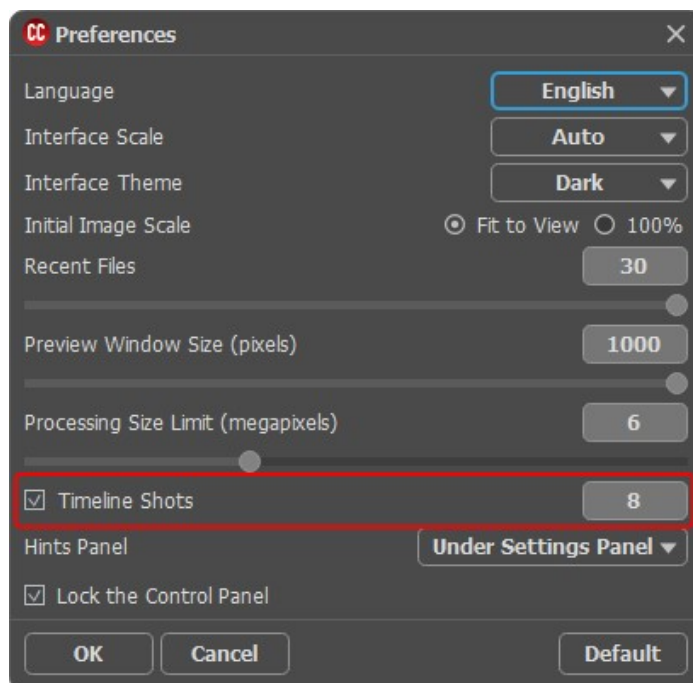 CC Preferences
Language English
Interface Scale Auto
Interface Theme Dark
Initial Image Scale Fit to View 100%
Recent Files 30
Preview Window Size (pixels) 1000
Processing Size Limit (megapixels) 6
Timeline Shots 8
Hints Panel Under Settings Panel
Lock the Control Panel
OK Cancel Default